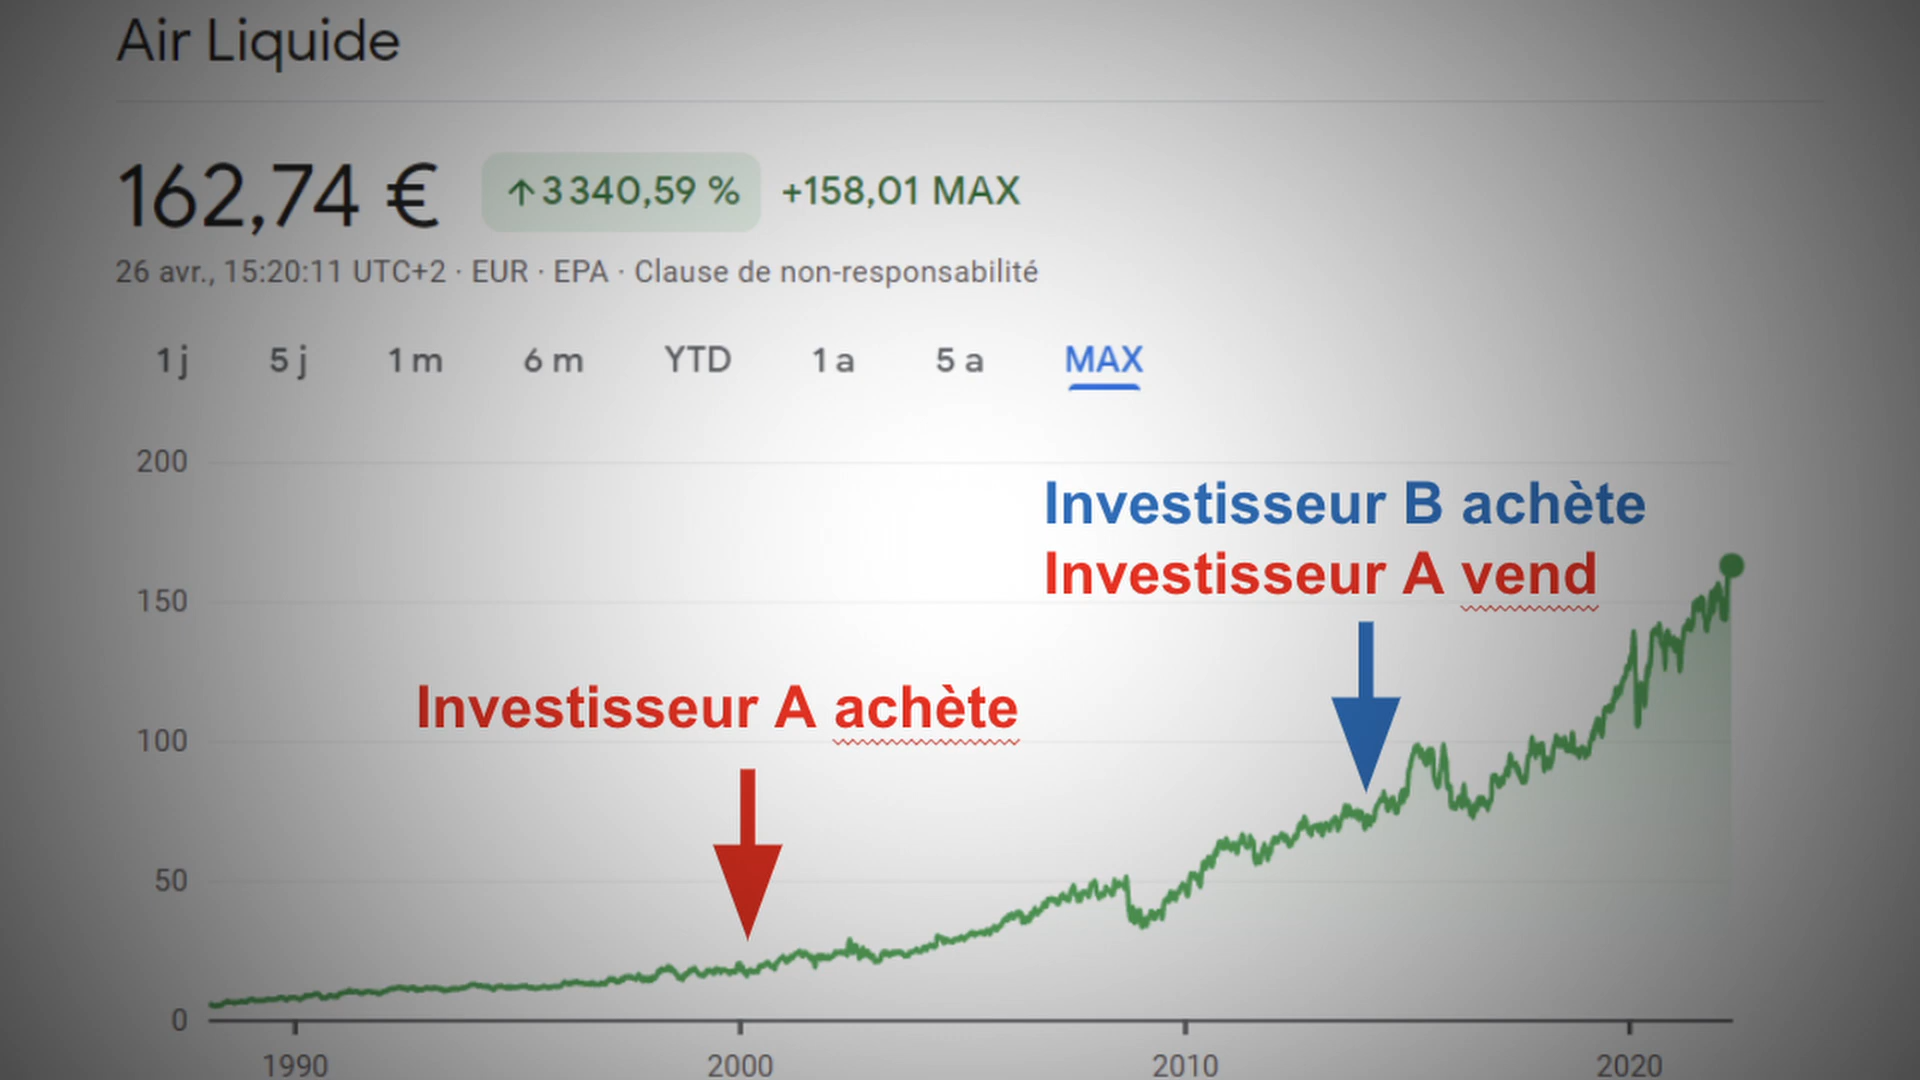 Air Liquide
162,74 € ↑3 340,59 % +158,01 MAX
26 avr., 15:20:11 UTC+2 · EUR · EPA · Clause de non-responsabilité
1 j 5 j 1 m 6 m YTD 1 a 5 a MAX
200
Investisseur B achète
Investisseur A vend
150
Investisseur A achète
100
50
0
1990 2000 2010 2020